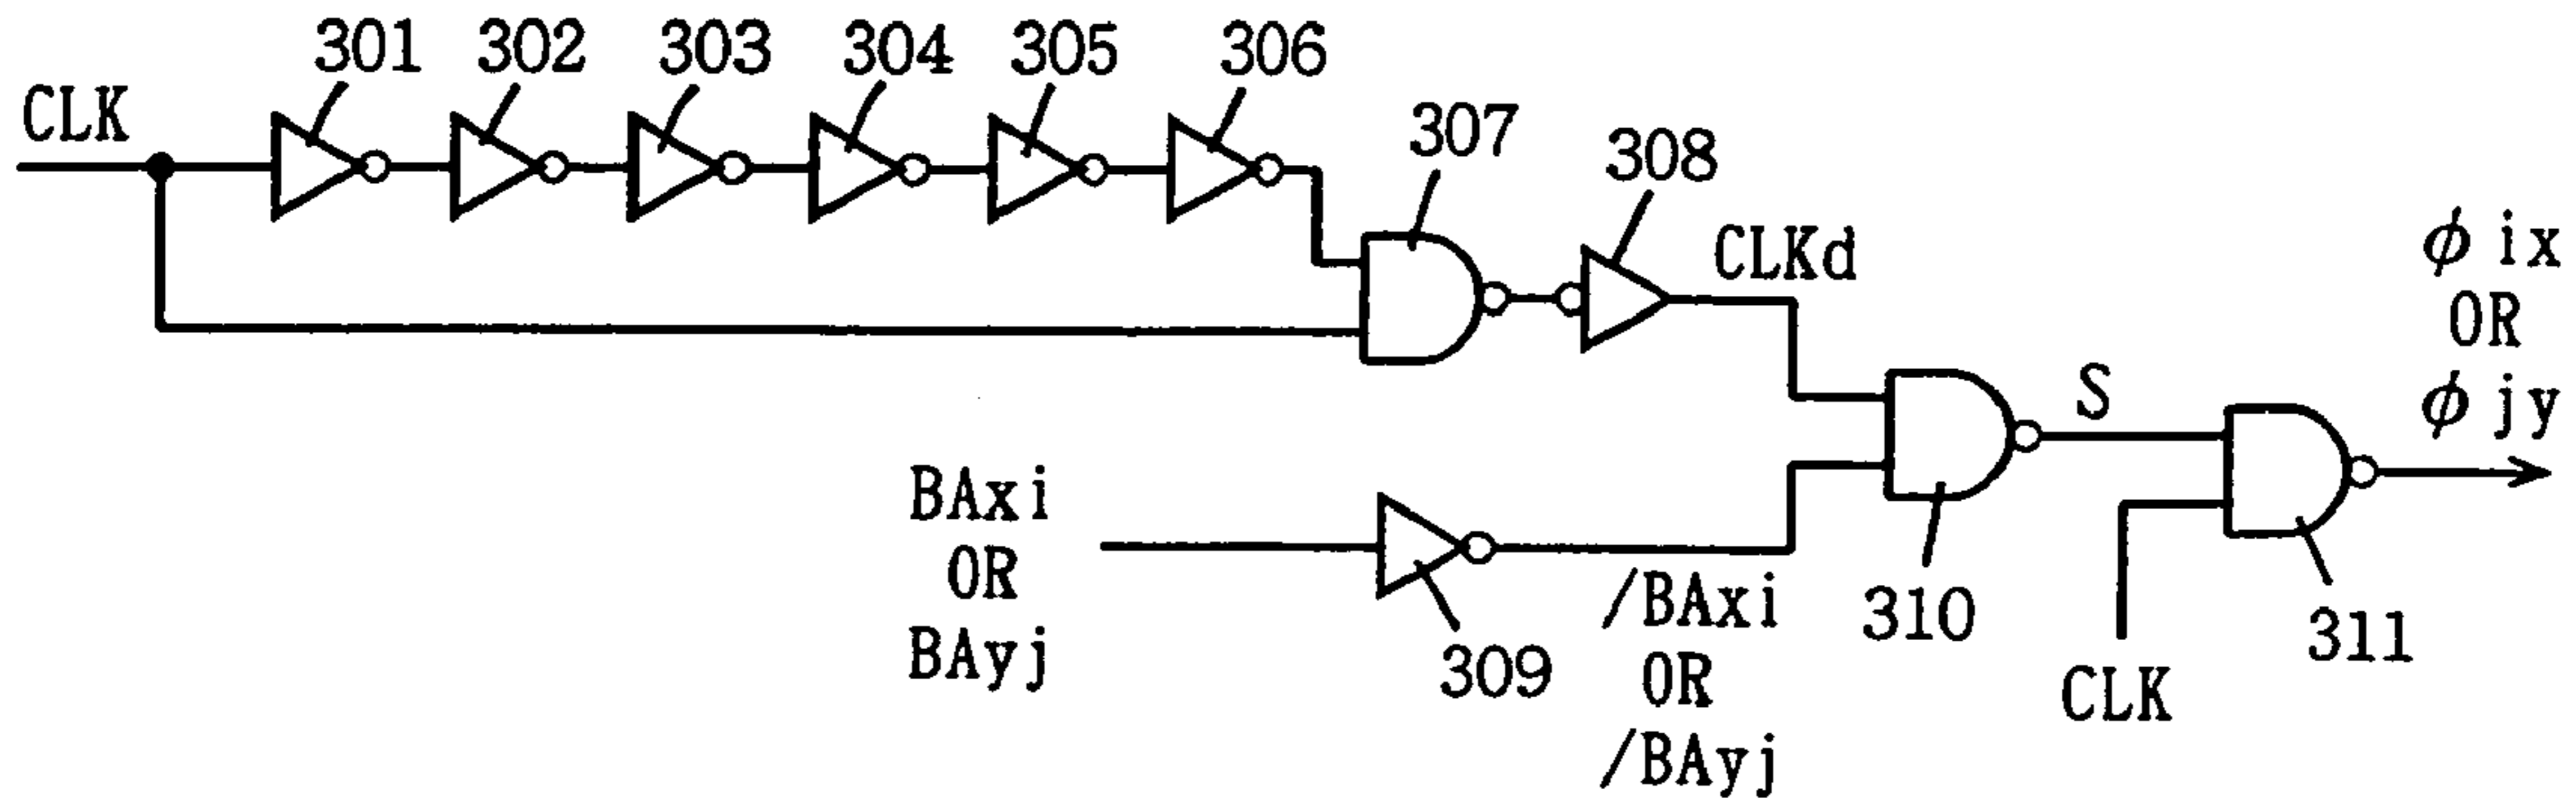 301
302
303
304
305
306
CLK
307
308
CLKd
φ ix
OR
φ jy
S
BAxi
OR
BAyj
309
/BAxi
OR
/BAyj
310
CLK
311